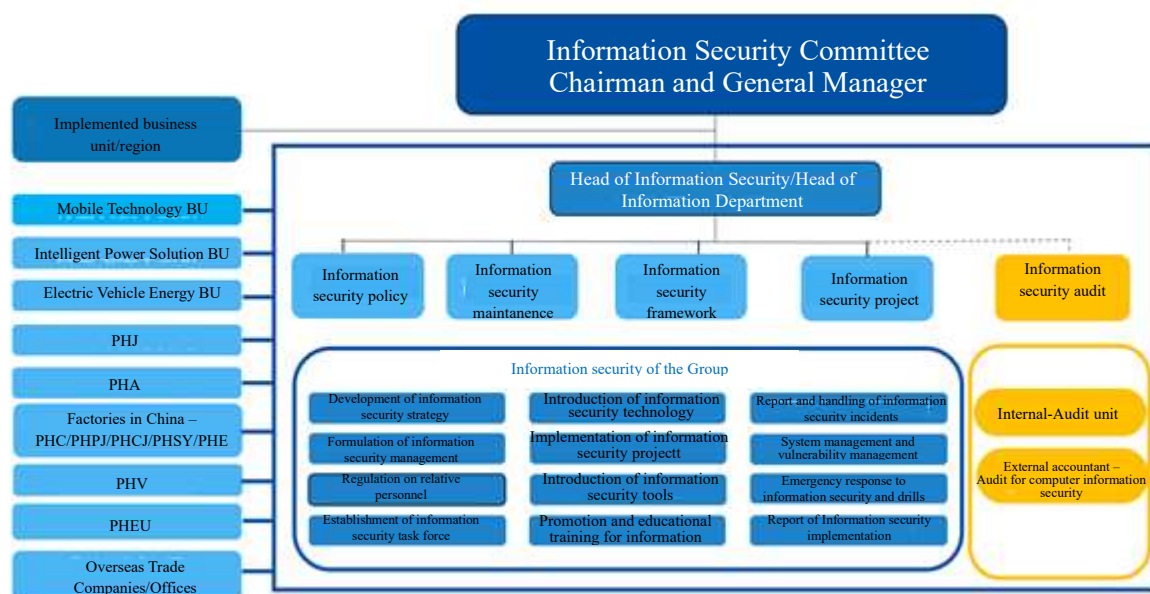 Information Security Committee
Chairman and General Manager
Implemented business
unit/region
Head of Information Security/Head of
Information Department
Mobile Technology BU
Intelligent Power Solution BU
Electric Vehicle Energy BU
PHJ
PHA
Factories in China –
PHC/PHPJ/PHCJ/PHSY/PHE
PHV
PHEU
Overseas Trade
Companies/Offices
Information
security policy
Information
security
maintanence
Information
security
framework
Information
security project
Information
security audit
Information security of the Group
Development of information
security strategy
Formulation of information
security management
Regulation on relative
personnel
Establishment of information
security task force
Introduction of information
security technology
Implementation of information
security projectt
Introduction of information
security tools
Promotion and educational
training for information
Report and handling of information
security incidents
System management and
vulnerability management
Emergency response to
information security and drills
Report of Information security
implementation
Internal-Audit unit
External accountant –
Audit for computer information
security